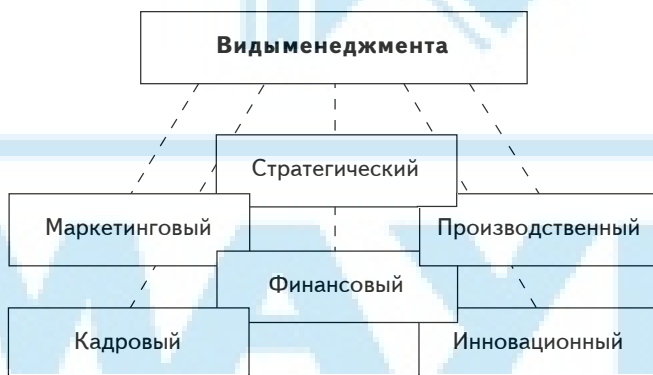 Видыменеджмента
Стратегический
Маркетинговый
Производственный
Финансовый
Кадровый
Инновационный